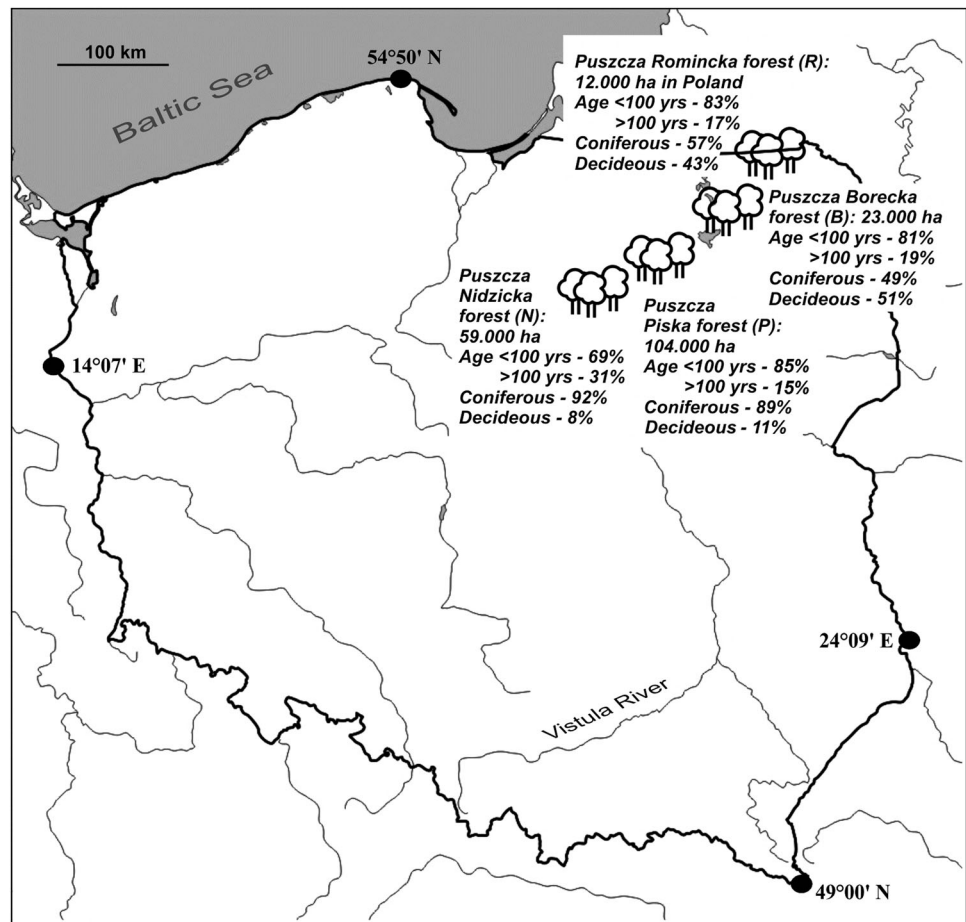 100 km
54°50' N
Baltic Sea
Puszcza Romincka forest (R):
12.000 ha in Poland
Age <100 yrs - 83%
>100 yrs - 17%
Coniferous - 57%
Decideous - 43%
Puszcza Borecka
forest (B): 23.000 ha
Age <100 yrs - 81%
>100 yrs - 19%
Coniferous - 49%
Decideous - 51%
Puszcza
Nidzicka
forest (N):
59.000 ha
Age <100 yrs - 69%
>100 yrs - 31%
Coniferous - 92%
Decideous - 8%
Puszcza
Piska forest (P):
104.000 ha
Age <100 yrs - 85%
>100 yrs - 15%
Coniferous - 89%
Decideous - 11%
14°07' E
24°09' E
Vistula River
49°00' N